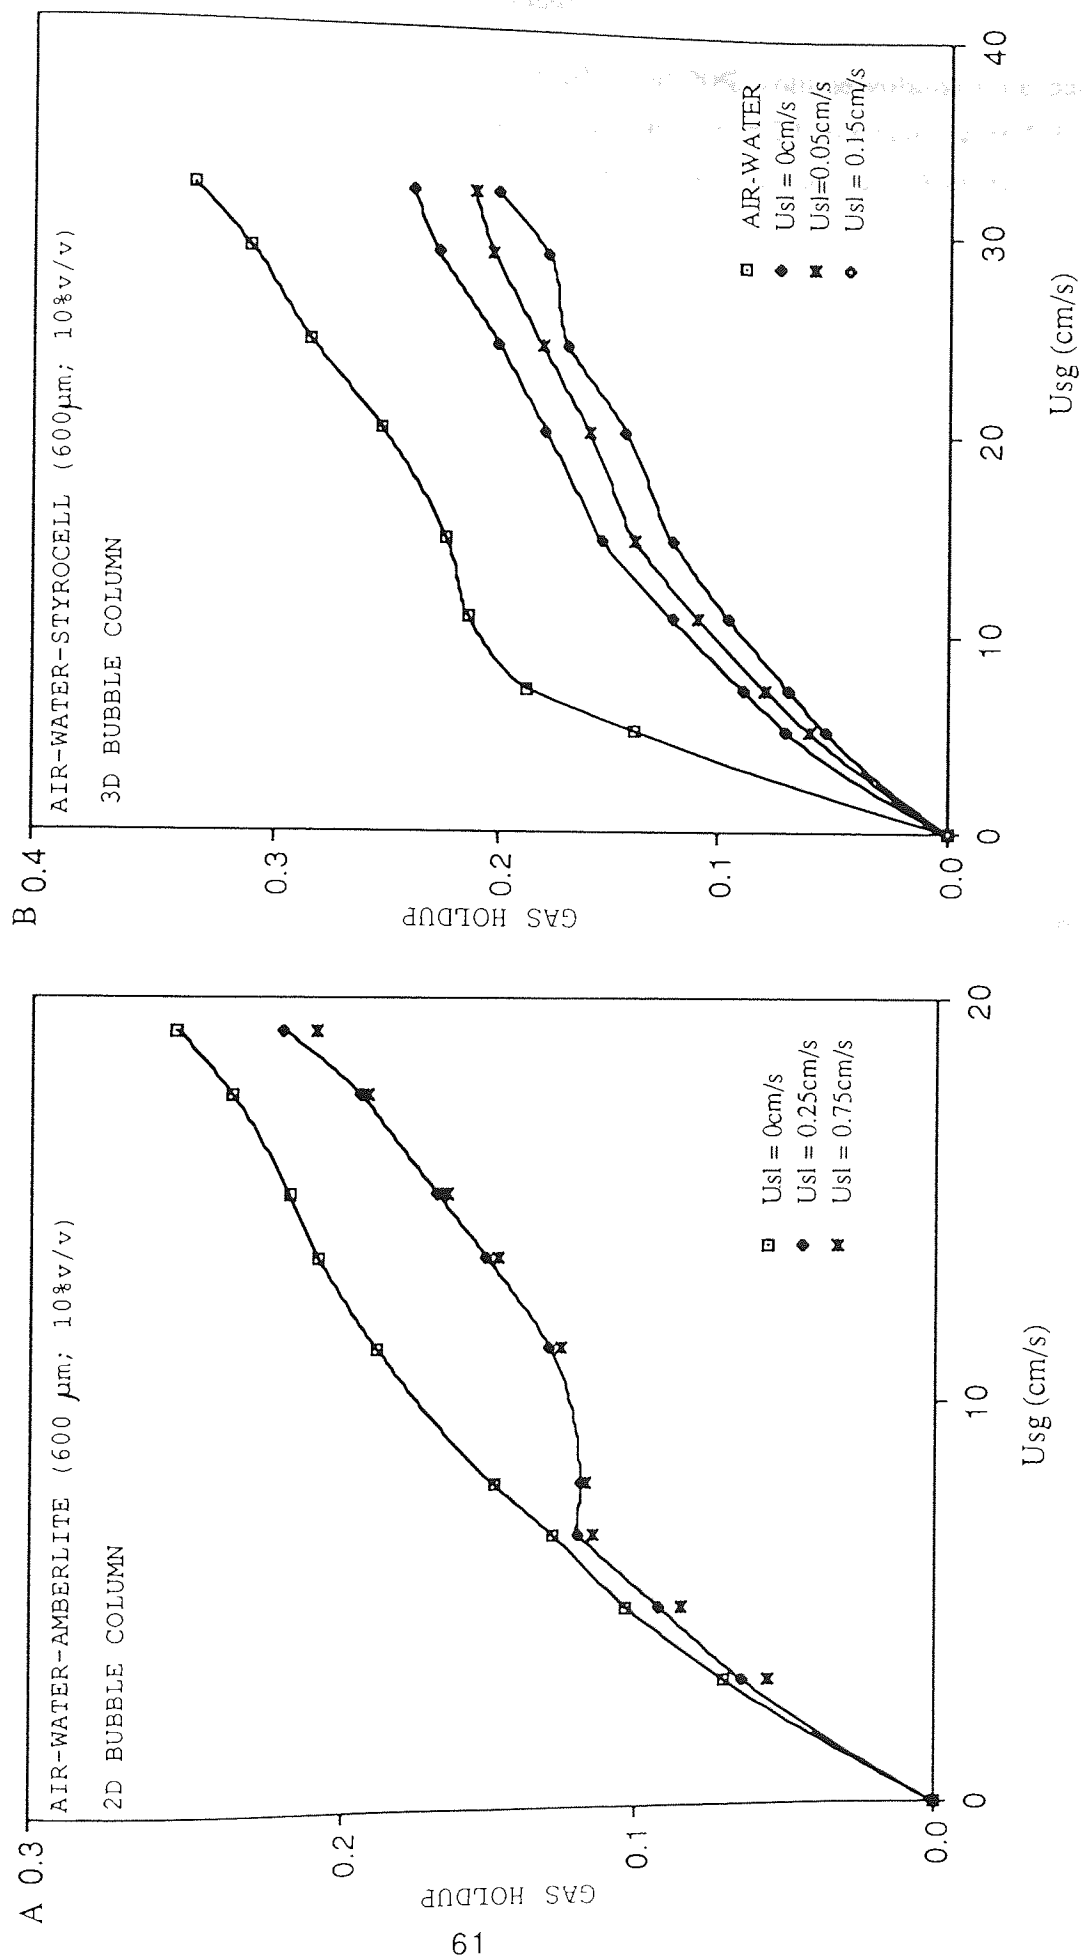 A
AIR-WATER-AMBERLITE (600 µm; 10%v/v)
2D BUBBLE COLUMN
GAS HOLDUP
0.3
0.2
0.1
0.0
0
10
20
Usg (cm/s)
Usl = 0cm/s
Usl = 0.25cm/s
Usl = 0.75cm/s
B
AIR-WATER-STYROCELL (600µm; 10%v/v)
3D BUBBLE COLUMN
GAS HOLDUP
0.4
0.3
0.2
0.1
0.0
0
10
20
30
40
Usg (cm/s)
AIR-WATER
Usl = 0cm/s
Usl=0.05cm/s
Usl = 0.15cm/s
61